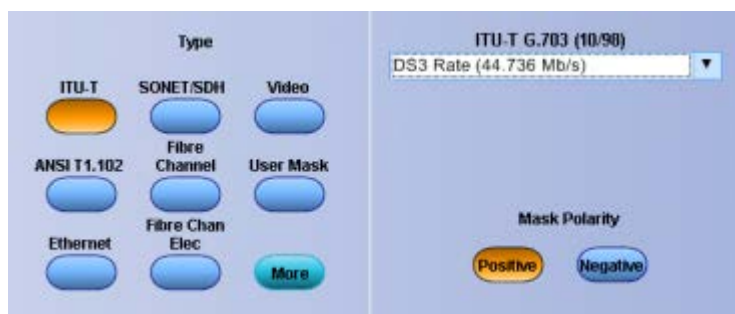 Type
ITU-T SONET/SDH Video
ANSI T1.102 Fibre Channel User Mask
Ethernet Fibre Chan Elec More
ITU-T G.703 (10/98)
DS3 Rate (44.736 Mb/s)
Mask Polarity
Positive Negative